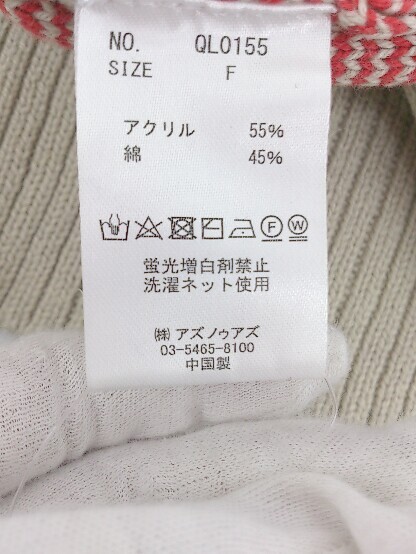 NO. QL0155
SIZE F
アクリル 55%
綿 45%
F W
蛍光増白剤禁止
洗濯ネット使用
㈱アズノゥアズ
03-5465-8100
中国製